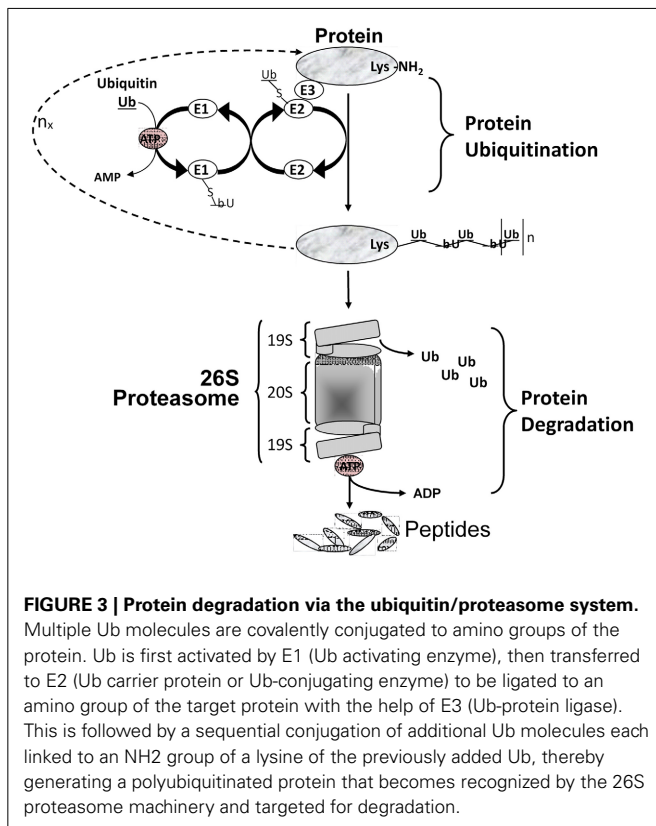 Protein
Lys -NH2
Ub
S
E3
E2
Ubiquitin
Ub
E1
ATP
nx
AMP
E1
E2
S
Ub
Protein
Ubiquitination
Lys
Ub Ub Ub Ub Ub n
19S
26S
Proteasome
20S
19S
Ub
Ub
Ub
Ub
Protein
Degradation
ATP
ADP
Peptides
FIGURE 3 | Protein degradation via the ubiquitin/proteasome system.
Multiple Ub molecules are covalently conjugated to amino groups of the
protein. Ub is first activated by E1 (Ub activating enzyme), then transferred
to E2 (Ub carrier protein or Ub-conjugating enzyme) to be ligated to an
amino group of the target protein with the help of E3 (Ub-protein ligase).
This is followed by a sequential conjugation of additional Ub molecules each
linked to an NH2 group of a lysine of the previously added Ub, thereby
generating a polyubiquitinated protein that becomes recognized by the 26S
proteasome machinery and targeted for degradation.